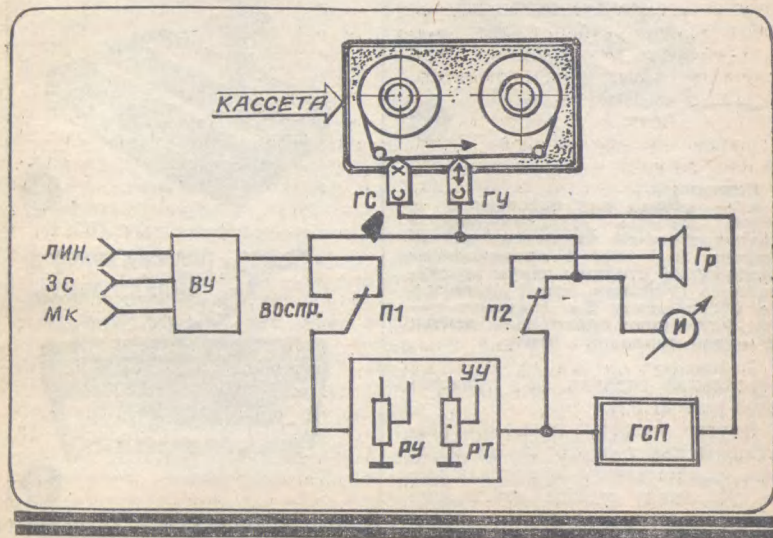 КАССЕТА
ГС
ГУ
ЛИН.
ЗС
Мк
ВУ
ВОСПР.
П1
П2
Гр
И
УУ
РУ
РТ
ГСП